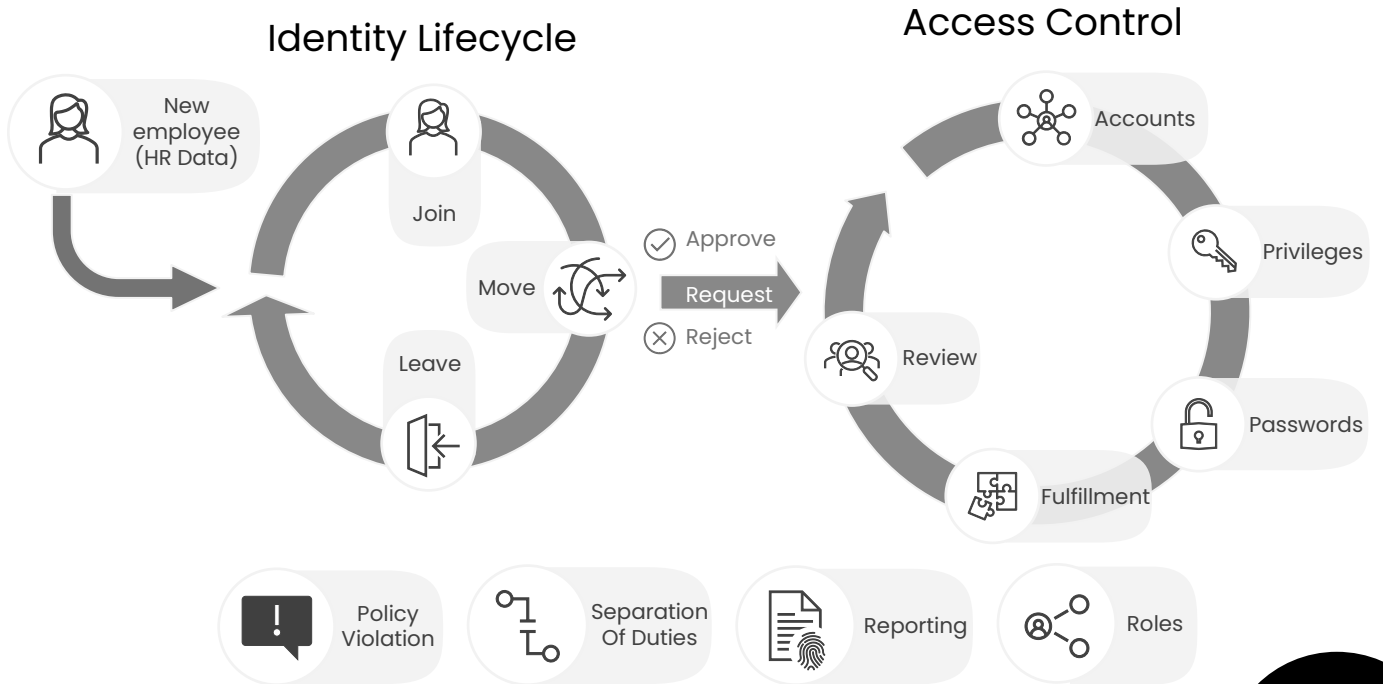 Identity Lifecycle
Access Control
New
employee
(HR Data)
Join
Move
Leave
Approve
Request
Reject
Accounts
Privileges
Passwords
Fulfillment
Review
Policy
Violation
Separation
Of Duties
Reporting
Roles